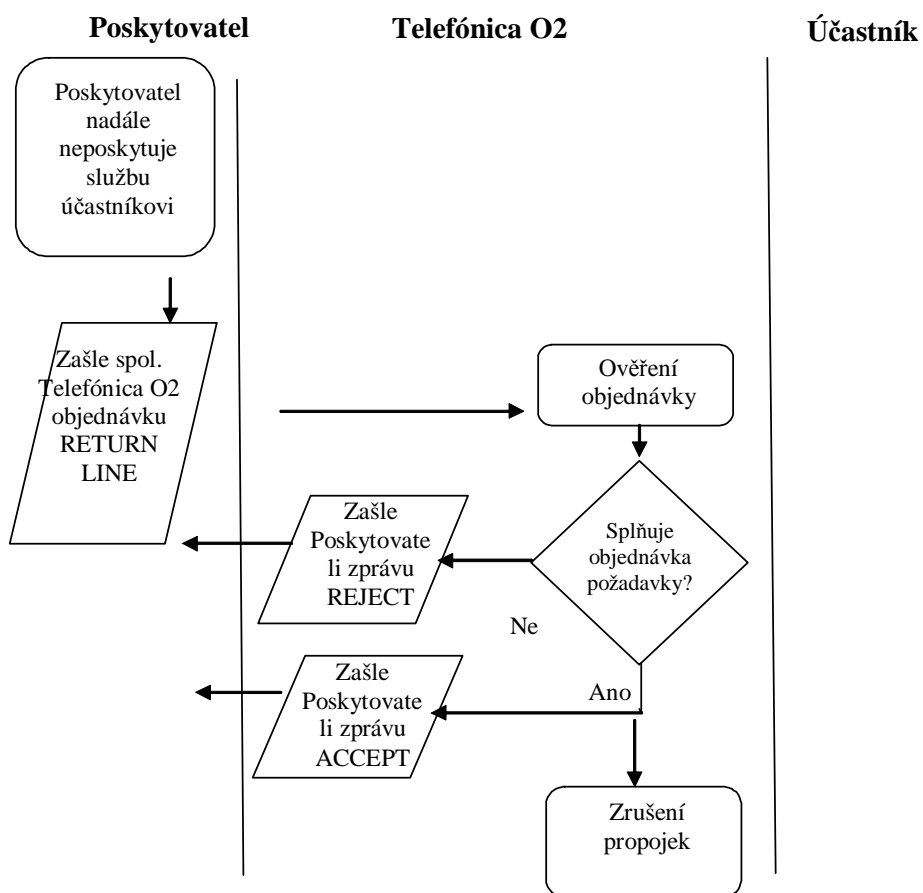 Poskytovatel
Telefónica O2
Účastník
Poskytovatel
nadále
neposkytuje
službu
účastníkovi
Zašle spol.
Telefónica O2
objednávku
RETURN
LINE
Ověření
objednávky
Splňuje
objednávka
požadavky?
Zašle
Poskytovate
li zprávu
REJECT
Ne
Zašle
Poskytovate
li zprávu
ACCEPT
Ano
Zrušení
propojek